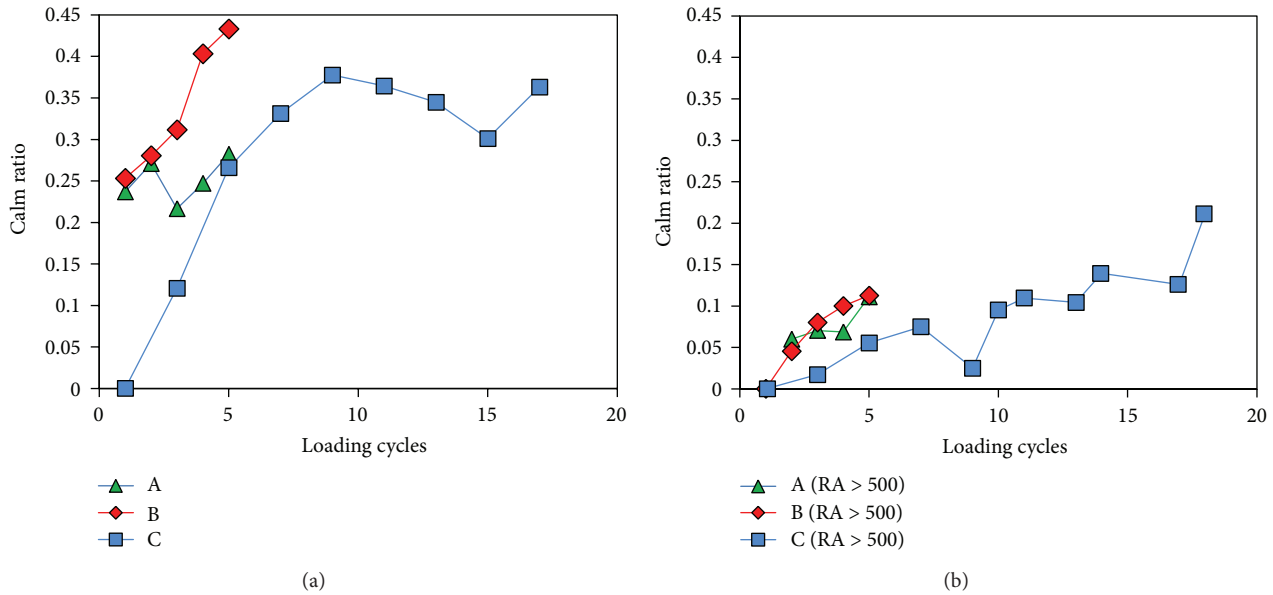 0.45
0.4
0.35
0.3
0.25
0.2
0.15
0.1
0.05
0
Calm ratio
0 5 10 15 20
Loading cycles
A
B
C
(a)
0.45
0.4
0.35
0.3
0.25
0.2
0.15
0.1
0.05
0
Calm ratio
0 5 10 15 20
Loading cycles
A (RA > 500)
B (RA > 500)
C (RA > 500)
(b)